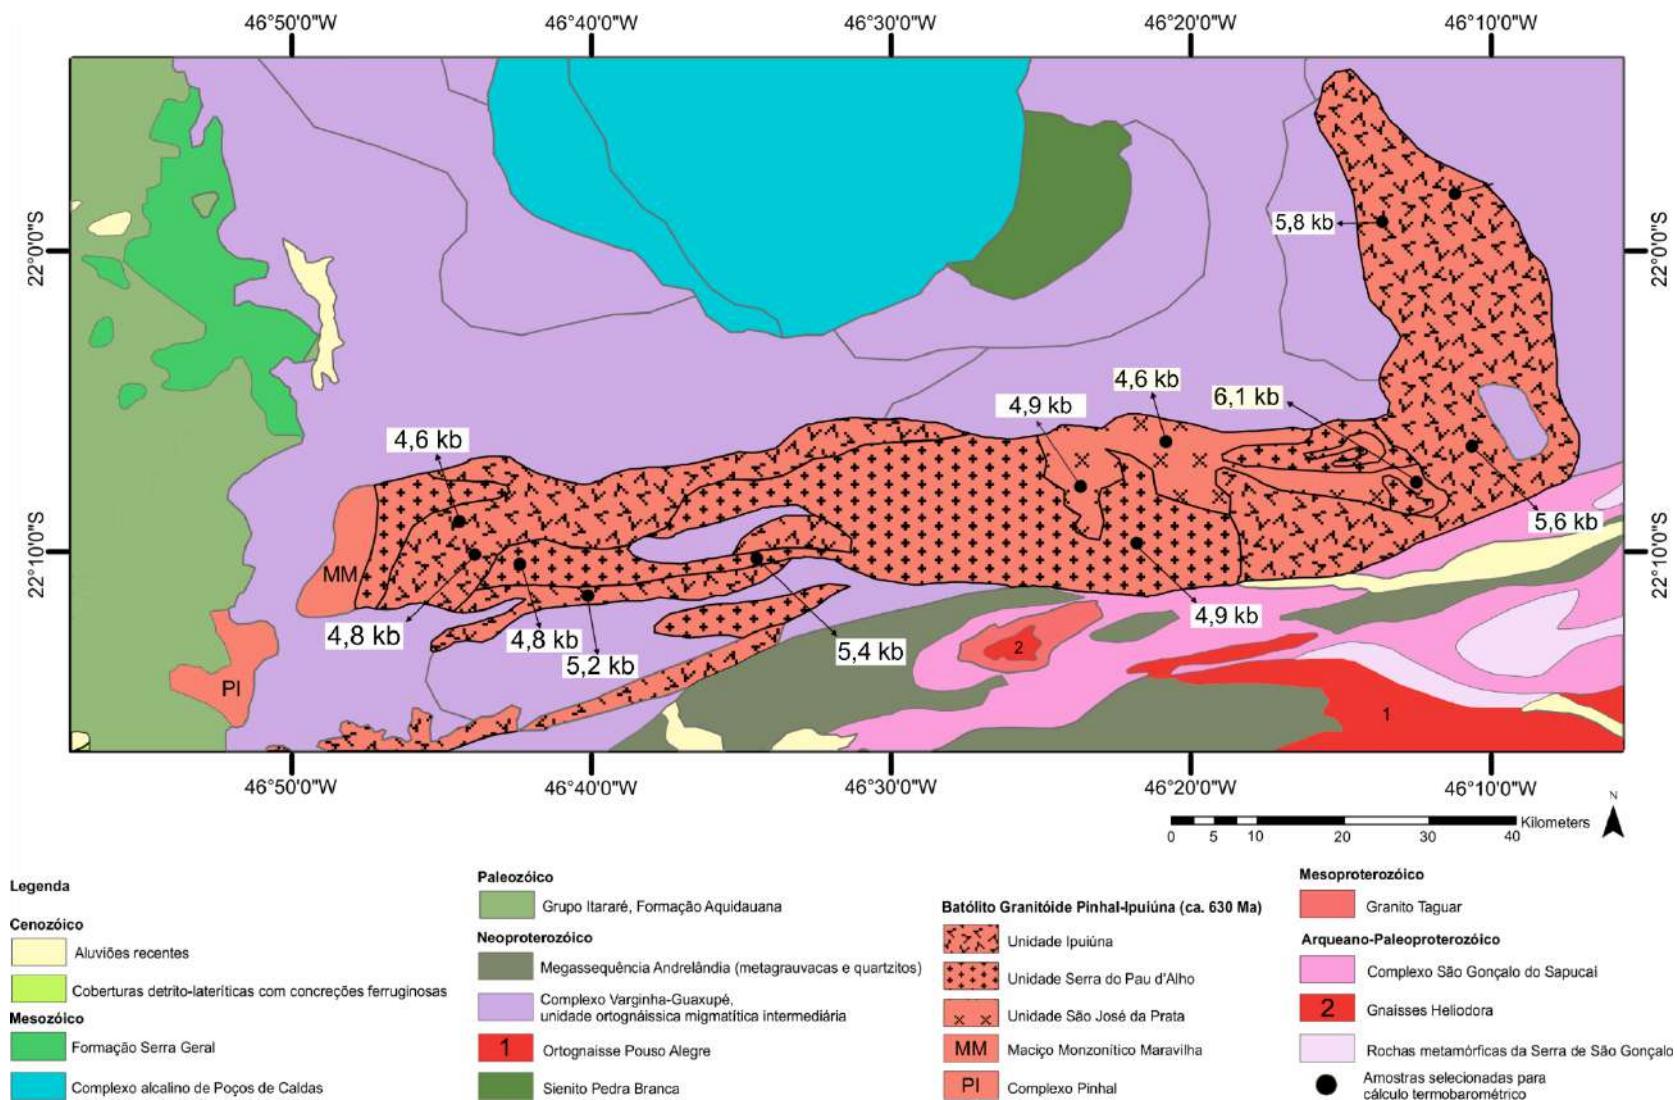 46°50'0"W 46°40'0"W 46°30'0"W 46°20'0"W 46°10'0"W
22°0'0"S
22°0'0"S
5,8 kb
4,6 kb
4,9 kb
6,1 kb
4,6 kb
22°10'0"S
22°10'0"S
5,6 kb
MM
4,8 kb
4,8 kb
5,2 kb
5,4 kb
4,9 kb
2
PI
1
46°50'0"W 46°40'0"W 46°30'0"W 46°20'0"W 46°10'0"W
N
Kilometers
0 5 10 20 30 40
Legenda
Cenozóico
Aluviões recentes
Coberturas detrito-lateríticas com concreções ferruginosas
Mesozóico
Formação Serra Geral
Complexo alcalino de Poços de Caldas
Paleozóico
Grupo Itararé, Formação Aquidauana
Neoproterozóico
Megassequência Andrelândia (metagrauvacas e quartzitos)
Complexo Varginha-Guaxupé,
unidade ortognáissica migmatítica intermediária
1 Ortognaisse Pouso Alegre
Sienito Pedra Branca
Batólito Granitóide Pinhal-Ipuiúna (ca. 630 Ma)
Unidade Ipuiúna
Unidade Serra do Pau d'Alho
Unidade São José da Prata
MM Maciço Monzonítico Maravilha
PI Complexo Pinhal
Mesoproterozóico
Granito Taguar
Arqueano-Paleoproterozóico
Complexo São Gonçalo do Sapucai
2 Gnaisses Heliodora
Rochas metamórficas da Serra de São Gonçalo
Amostras selecionadas para
cálculo termobarométrico